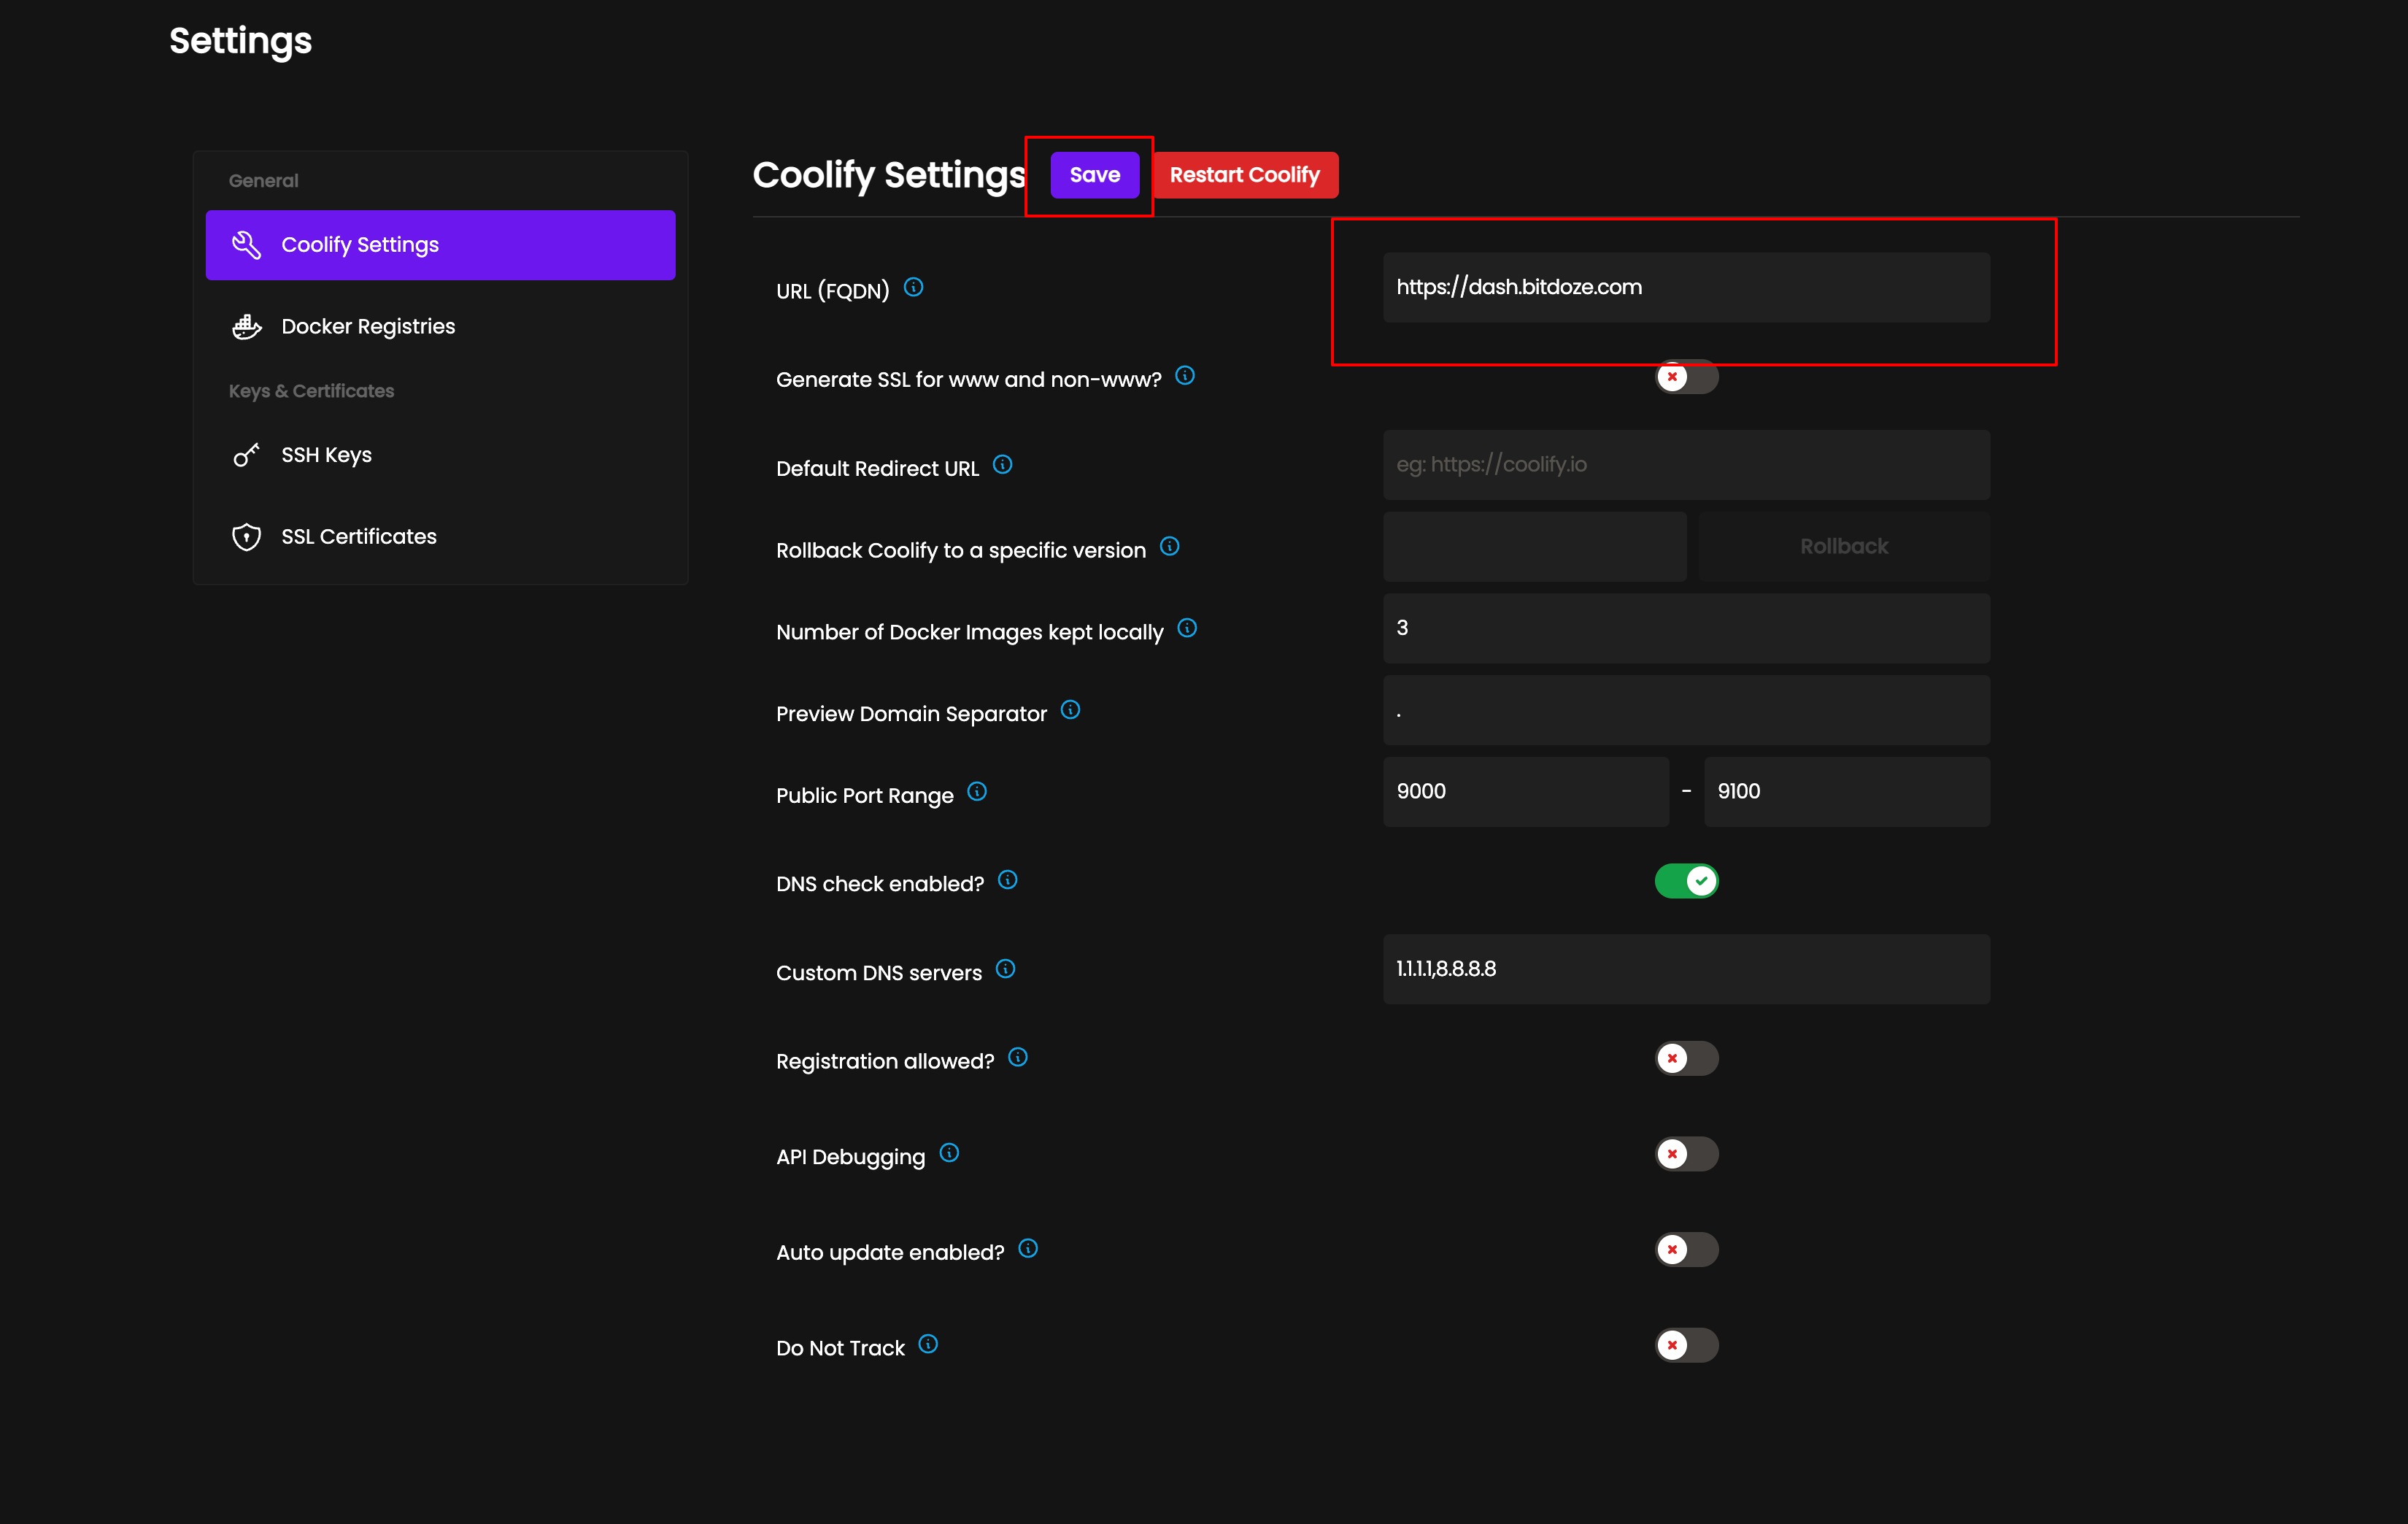 Settings
General
Coolify Settings
Docker Registries
Keys & Certificates
SSH Keys
SSL Certificates
Coolify Settings Save Restart Coolify
URL (FQDN) https://dash.bitdoze.com
Generate SSL for www and non-www?
Default Redirect URL eg: https://coolify.io
Rollback Coolify to a specific version Rollback
Number of Docker Images kept locally 3
Preview Domain Separator .
Public Port Range 9000 - 9100
DNS check enabled?
Custom DNS servers 1.1.1.1,8.8.8.8
Registration allowed?
API Debugging
Auto update enabled?
Do Not Track